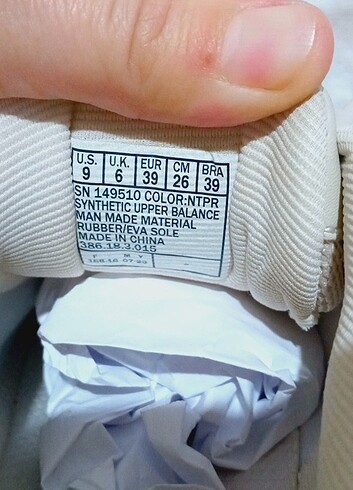 U.S. U.K. EUR CM BRA
9 6 39 26 39
SN 149510 COLOR:NTPR
SYNTHETIC UPPER BALANCE
MAN MADE MATERIAL
RUBBER/EVA SOLE
MADE IN CHINA
386.18.3.015
F M Y